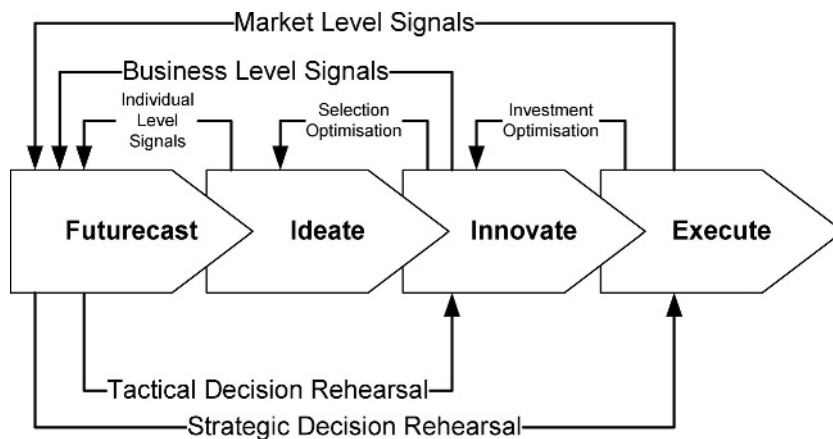 Market Level Signals
Business Level Signals
Individual
Level
Signals
Selection
Optimisation
Investment
Optimisation
Futurecast
Ideate
Innovate
Execute
Tactical Decision Rehearsal
Strategic Decision Rehearsal